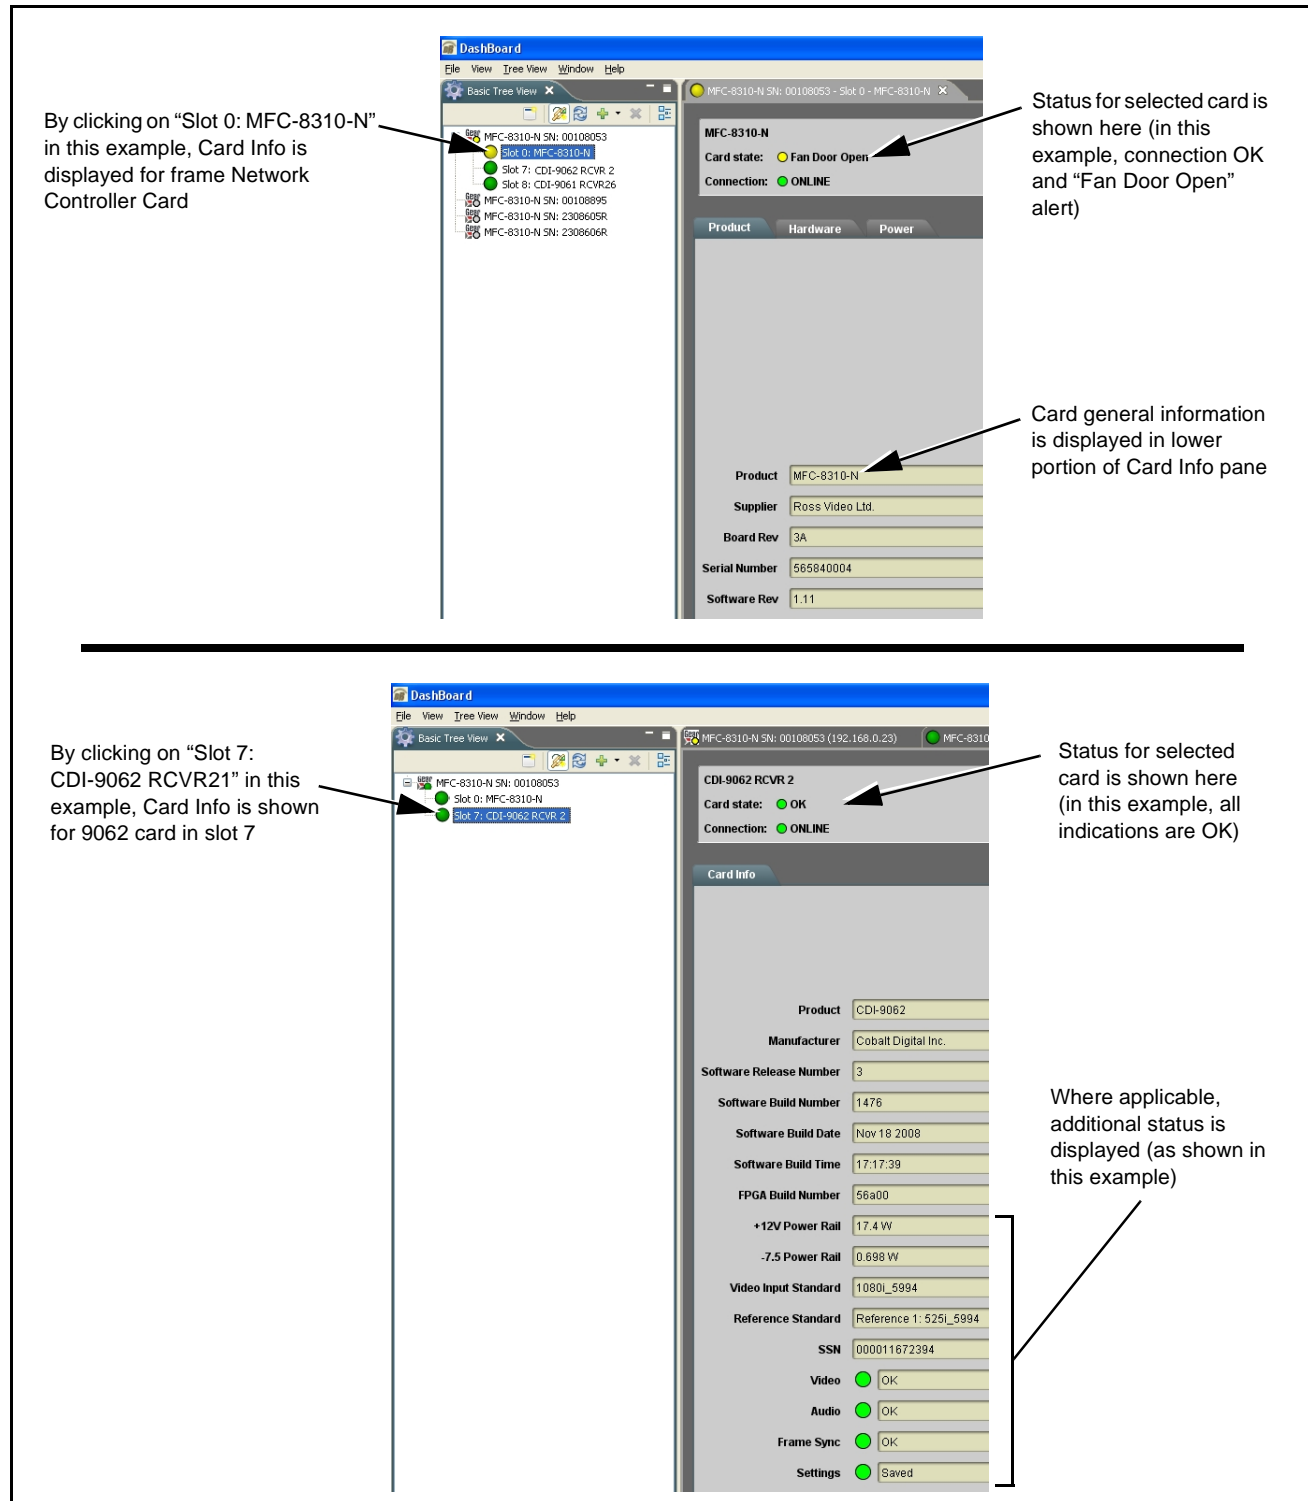 DashBoard
File View Tree View Window Help
Basic Tree View
MFC-8310-N SN: 00108053 - Slot 0 - MFC-8310-N
By clicking on “Slot 0: MFC-8310-N”
in this example, Card Info is
displayed for frame Network
Controller Card
MFC-8310-N SN: 00108053
Slot 0: MFC-8310-N
Slot 7: CDI-9062 RCVR 2
Slot 8: CDI-9061 RCVR26
MFC-8310-N SN: 00108895
MFC-8310-N SN: 2308605R
MFC-8310-N SN: 2308606R
MFC-8310-N
Card state: Fan Door Open
Connection: ONLINE
Status for selected card is
shown here (in this
example, connection OK
and “Fan Door Open”
alert)
Product Hardware Power
Card general information
is displayed in lower
portion of Card Info pane
Product MFC-8310-N
Supplier Ross Video Ltd.
Board Rev 3A
Serial Number 565840004
Software Rev 1.11
DashBoard
File View Tree View Window Help
Basic Tree View
MFC-8310-N SN: 00108053 (192.168.0.23) MFC-8310
By clicking on “Slot 7:
CDI-9062 RCVR21” in this
example, Card Info is shown
for 9062 card in slot 7
MFC-8310-N SN: 00108053
Slot 0: MFC-8310-N
Slot 7: CDI-9062 RCVR 2
CDI-9062 RCVR 2
Card state: OK
Connection: ONLINE
Status for selected
card is shown here
(in this example, all
indications are OK)
Card Info
Product CDI-9062
Manufacturer Cobalt Digital Inc.
Software Release Number 3
Software Build Number 1476
Software Build Date Nov 18 2008
Software Build Time 17:17:39
FPGA Build Number 56a00
+12V Power Rail 17.4 W
-7.5 Power Rail 0.698 W
Video Input Standard 1080i_5994
Reference Standard Reference 1: 525i_5994
SSN 000011672394
Video OK
Audio OK
Frame Sync OK
Settings Saved
Where applicable,
additional status is
displayed (as shown in
this example)